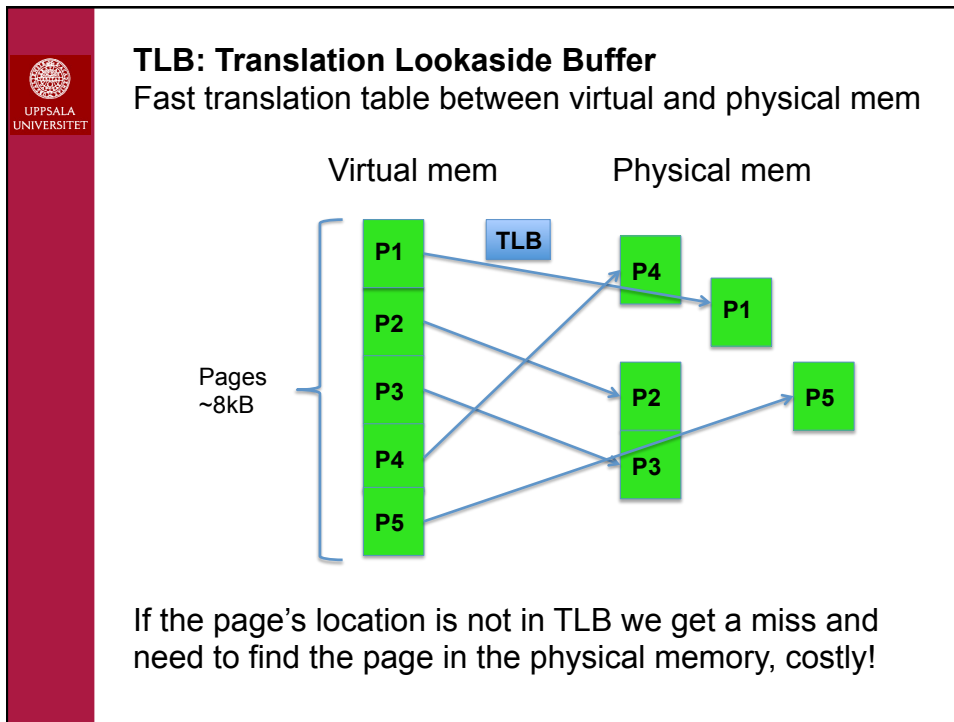 UPPSALA
UNIVERSITET
TLB: Translation Lookaside Buffer
Fast translation table between virtual and physical mem
Virtual mem
Physical mem
Pages
~8kB
P1
P2
P3
P4
P5
TLB
P4
P1
P2
P5
P3
If the page’s location is not in TLB we get a miss and
need to find the page in the physical memory, costly!